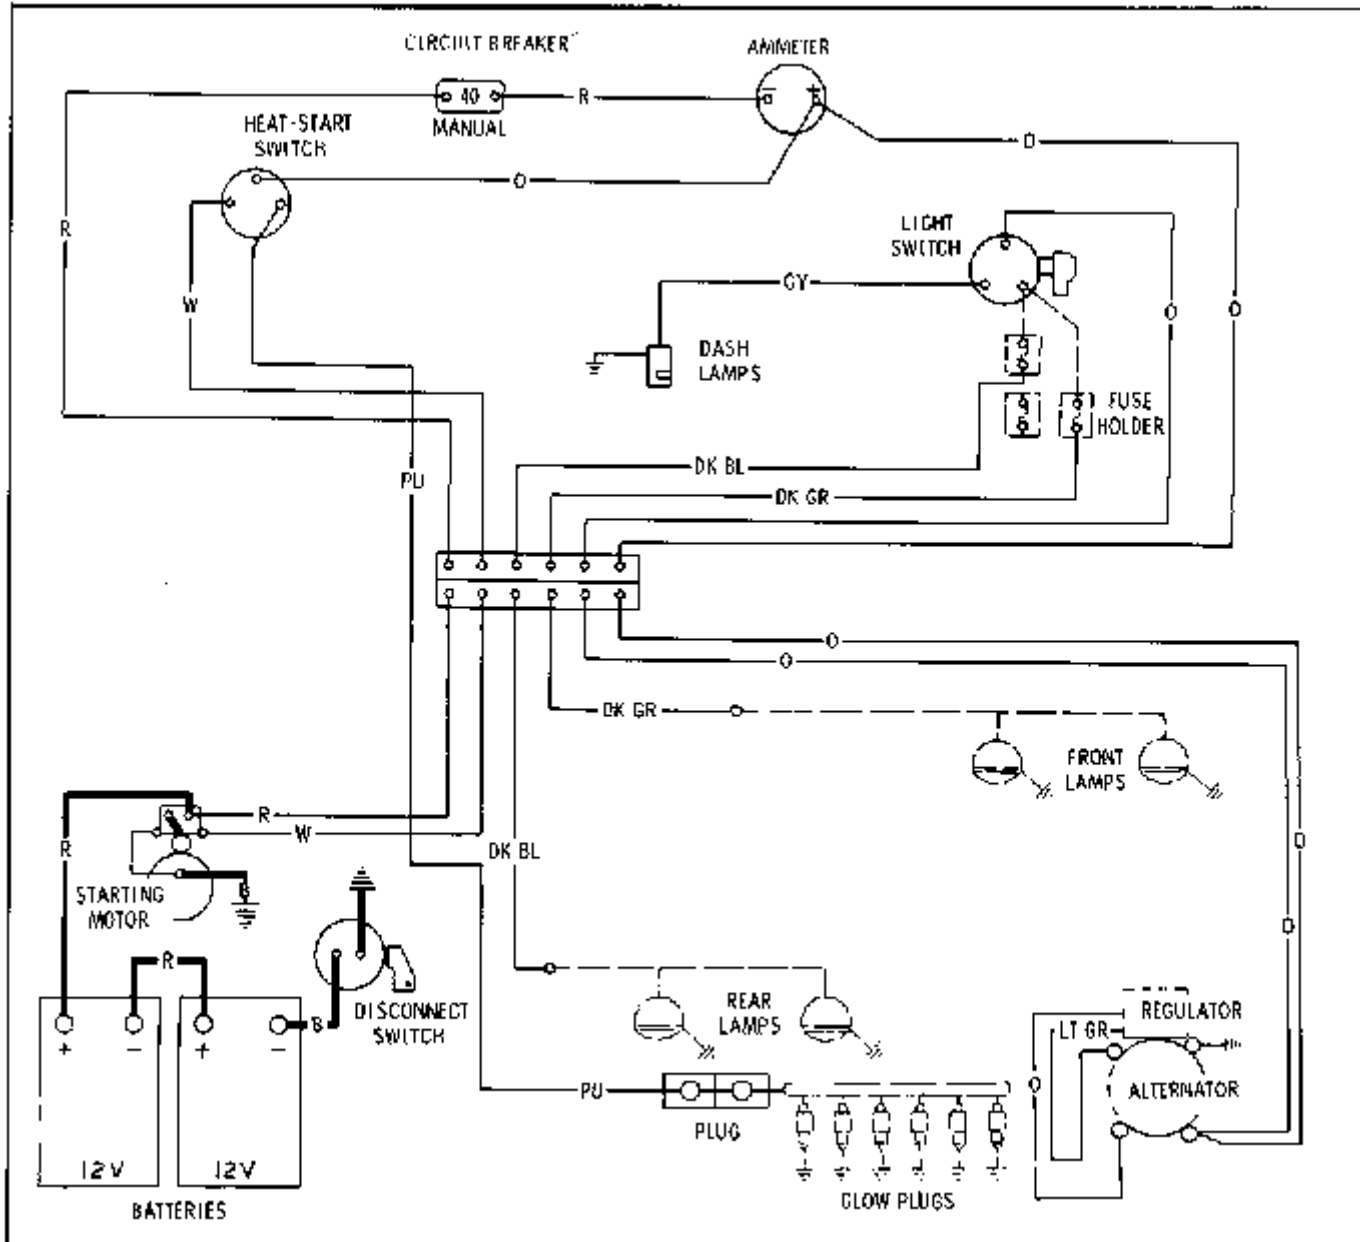 CIRCUIT BREAKER
AMMETER
40
R
MANUAL
HEAT-START
SWITCH
O
O
R
LIGHT
SWITCH
GY
W
O
O
DASH
LAMPS
FUSE
HOLDER
DK BL
PU
DK GR
O
O
DK GR
FRONT
LAMPS
R
W
R
DK BL
O
STARTING
MOTOR
B
O
R
DISCONNECT
SWITCH
B
REAR
LAMPS
REGULATOR
LT GR
+
-
+
-
O
ALTERNATOR
PU
PLUG
12V
12V
GLOW PLUGS
BATTERIES